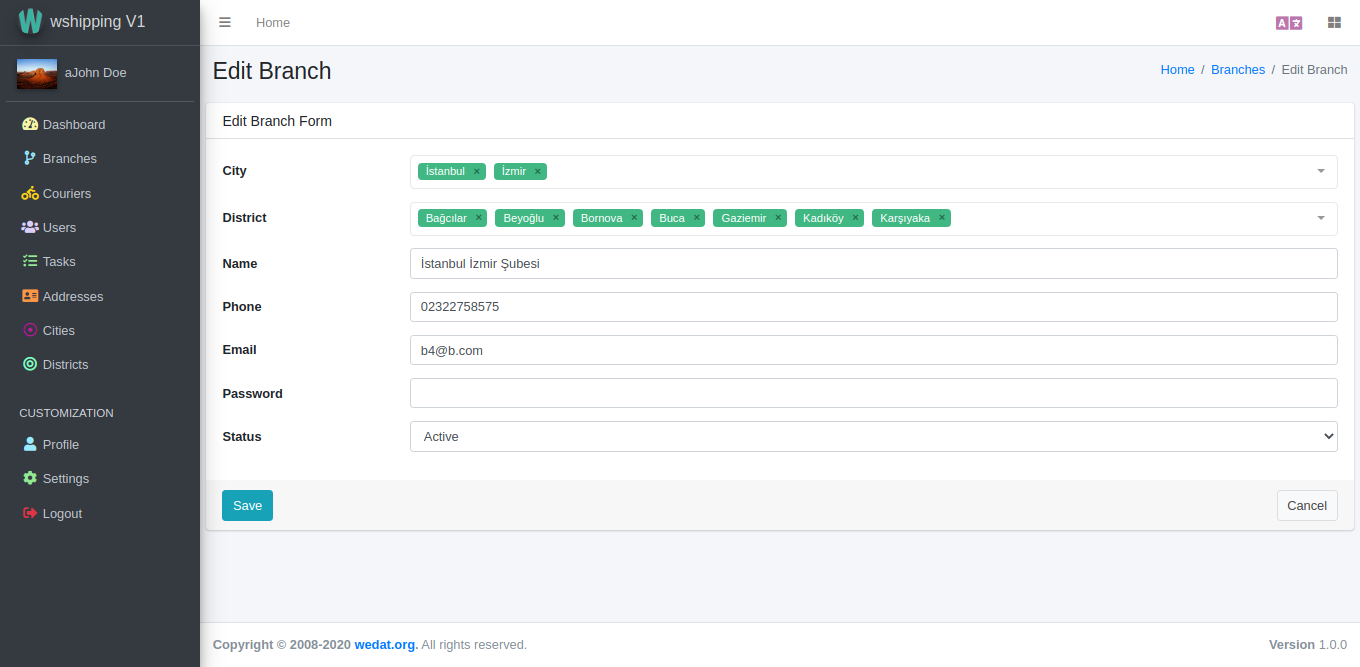 wshipping V1
Home
aJohn Doe
Edit Branch
Home / Branches / Edit Branch
Dashboard
Branches
Couriers
Users
Tasks
Addresses
Cities
Districts
CUSTOMIZATION
Profile
Settings
Logout
Edit Branch Form
City
İstanbul × İzmir ×
District
Bağcılar × Beyoğlu × Bornova × Buca × Gaziemir × Kadıköy × Karşıyaka ×
Name
İstanbul İzmir Şubesi
Phone
02322758575
Email
b4@b.com
Password
Status
Active
Save
Cancel
Copyright © 2008-2020 wedat.org. All rights reserved.
Version 1.0.0